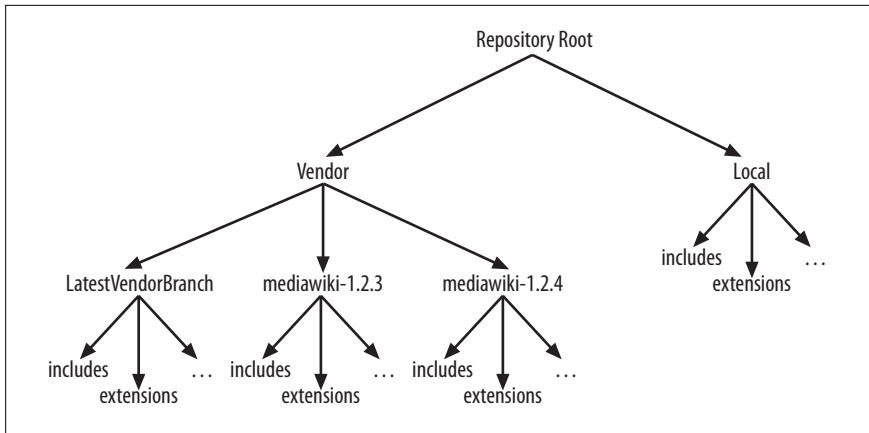 Repository Root
Vendor
Local
includes
…
extensions
LatestVendorBranch
mediawiki-1.2.3
mediawiki-1.2.4
includes
…
extensions
includes
…
extensions
includes
…
extensions